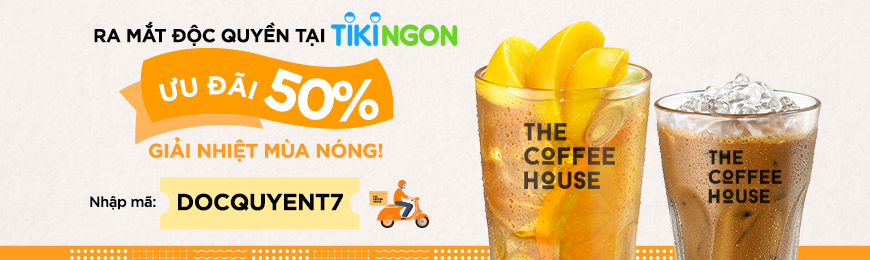 RA MẮT ĐỘC QUYỀN TẠI TIKINGON
ƯU ĐÃI 50%
GIẢI NHIỆT MÙA NÓNG!
Nhập mã: DOCQUYENT7
THE
COFFEE
HOUSE
THE
COFFEE
HOUSE